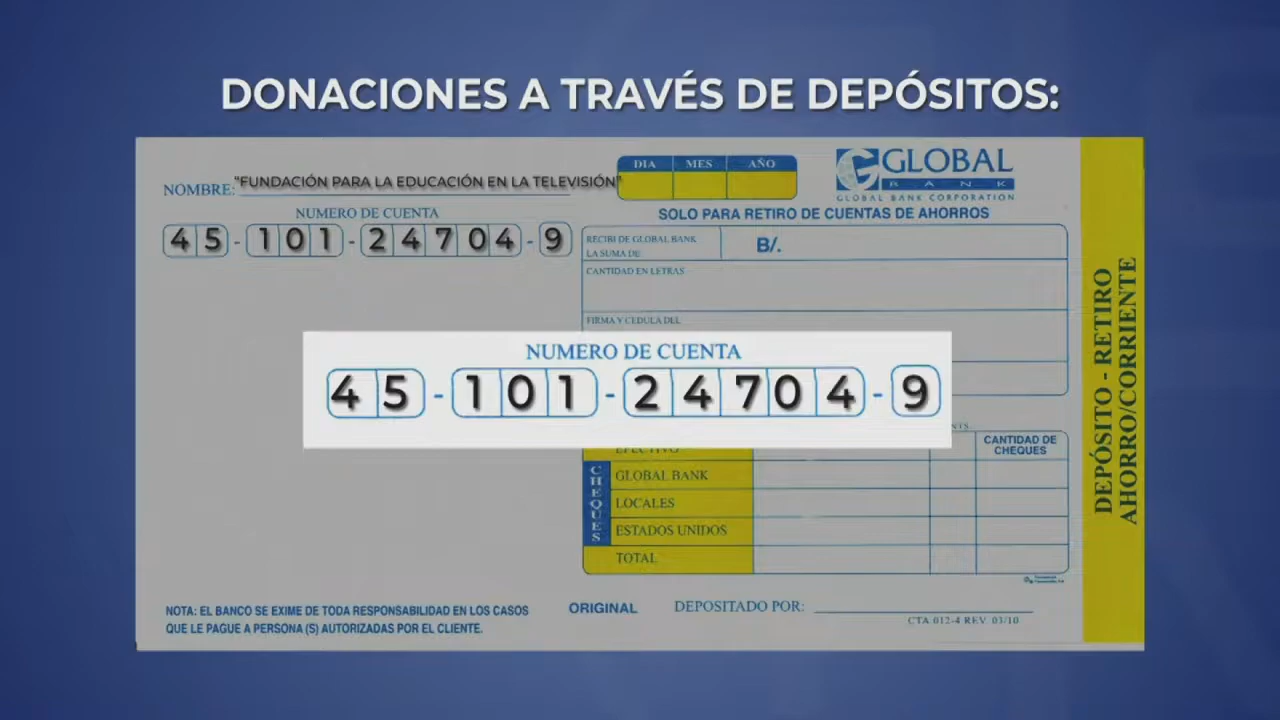 DONACIONES A TRAVÉS DE DEPÓSITOS:
NOMBRE: "FUNDACIÓN PARA LA EDUCACIÓN EN LA TELEVISIÓN"
DIA MES AÑO
GLOBAL
BANK
GLOBAL BANK CORPORATION
NUMERO DE CUENTA
45-101-24704-9
SOLO PARA RETIRO DE CUENTAS DE AHORROS
RECIBI DE GLOBAL BANK
LA SUMA DE:
B/.
CANTIDAD EN LETRAS
FIRMA Y CEDULA DEL
NUMERO DE CUENTA
45-101-24704-9
EFECTIVO
CANTIDAD DE
CHEQUES
CHEQUES
GLOBAL BANK
LOCALES
ESTADOS UNIDOS
TOTAL
DEPÓSITO - RETIRO
AHORRO/CORRIENTE
NOTA: EL BANCO SE EXIME DE TODA RESPONSABILIDAD EN LOS CASOS
QUE LE PAGUE A PERSONA (S) AUTORIZADAS POR EL CLIENTE.
ORIGINAL
DEPOSITADO POR:
CTA 012-4 REV. 03/10